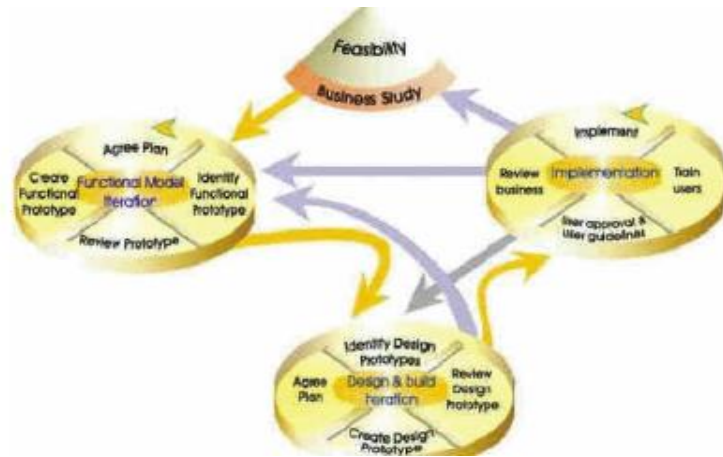 Feasibility
Business Study
Agree Plan
Create
Functional
Prototype
Functional Model
Iteration
Identify
Functional
Prototype
Review Prototype
Implement
Review
business
Implementation
Train
users
User approval &
user guidelines
Identify Design
Prototypes
Agree
Plan
Design & build
Iteration
Review
Design
Prototype
Create Design
Prototype